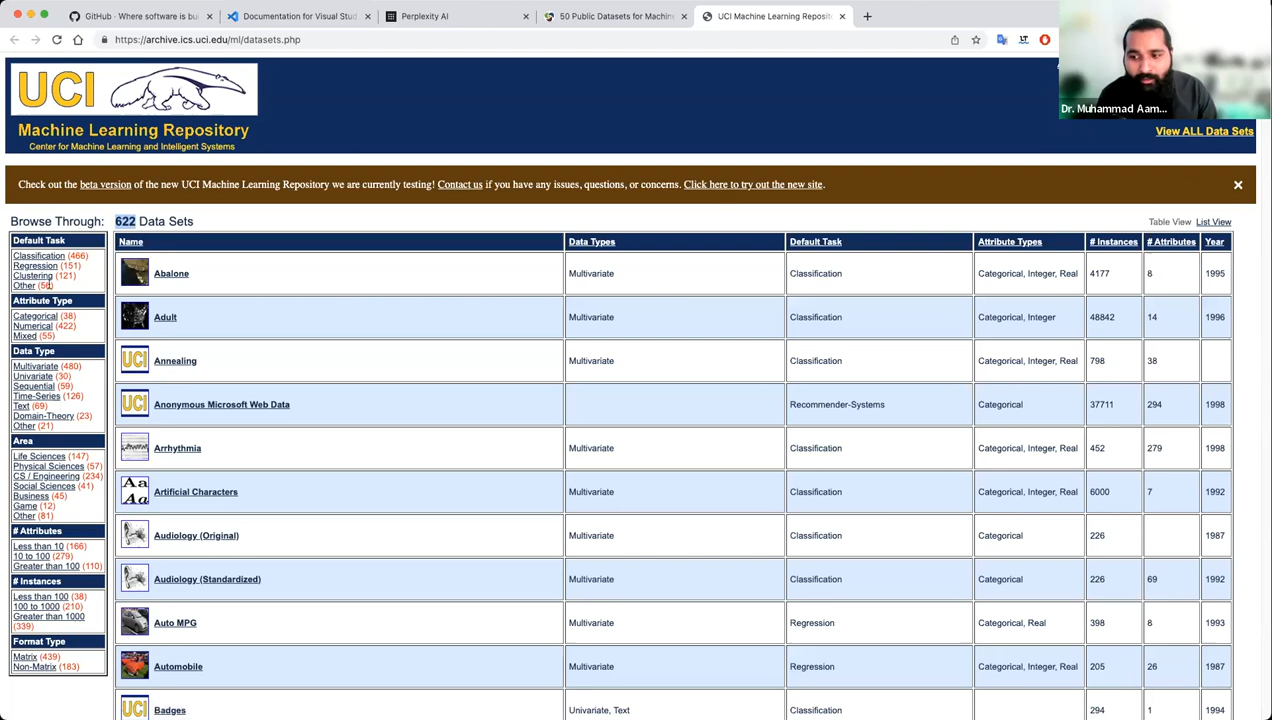 GitHub: Where software is bui
Documentation for Visual Stud
Perplexity AI
50 Public Datasets for Machin
UCI Machine Learning Reposito
https://archive.ics.uci.edu/ml/datasets.php
Dr. Muhammad Aam...
UCI
Machine Learning Repository
Center for Machine Learning and Intelligent Systems
View ALL Data Sets
Check out the beta version of the new UCI Machine Learning Repository we are currently testing! Contact us if you have any issues, questions, or concerns. Click here to try out the new site.
Browse Through:
622 Data Sets
Table View List View
Default Task
Classification (466)
Regression (151)
Clustering (121)
Other
Attribute Type
Categorical (38)
Numerical (422)
Mixed (55)
Data Type
Multivariate (480)
Univariate (30)
Sequential (59)
Time-Series (126)
Text (69)
Domain-Theory (23)
Other (21)
Area
Life Sciences (147)
Physical Sciences (57)
CS / Engineering (234)
Social Sciences (41)
Business (45)
Game (12)
Other (81)
# Attributes
Less than 10 (166)
10 to 100 (279)
Greater than 100 (110)
# Instances
Less than 100 (38)
100 to 1000 (210)
Greater than 1000
(339)
Format Type
Matrix (439)
Non-Matrix (183)
Name Data Types Default Task Attribute Types # Instances # Attributes Year
Abalone Multivariate Classification Categorical, Integer, Real 4177 8 1995
Adult Multivariate Classification Categorical, Integer 48842 14 1996
UCI Annealing Multivariate Classification Categorical, Integer, Real 798 38
UCI Anonymous Microsoft Web Data Recommender-Systems Categorical 37711 294 1998
Arrhythmia Multivariate Classification Categorical, Integer, Real 452 279 1998
Aa
Aa
Artificial Characters Multivariate Classification Categorical, Integer, Real 6000 7 1992
Audiology (Original) Multivariate Classification Categorical 226 1987
Audiology (Standardized) Multivariate Classification Categorical 226 69 1992
Auto MPG Multivariate Regression Categorical, Real 398 8 1993
Automobile Multivariate Regression Categorical, Integer, Real 205 26 1987
UCI Badges Univariate, Text Classification 294 1 1994